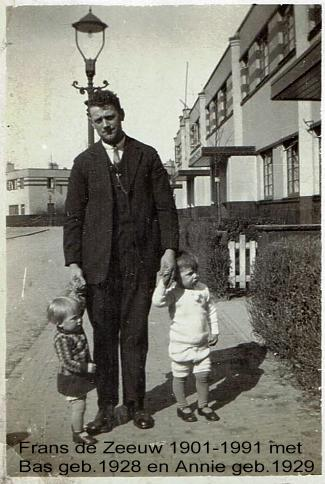 Frans de Zeeuw 1901-1991 met
Bas geb.1928 en Annie geb.1929